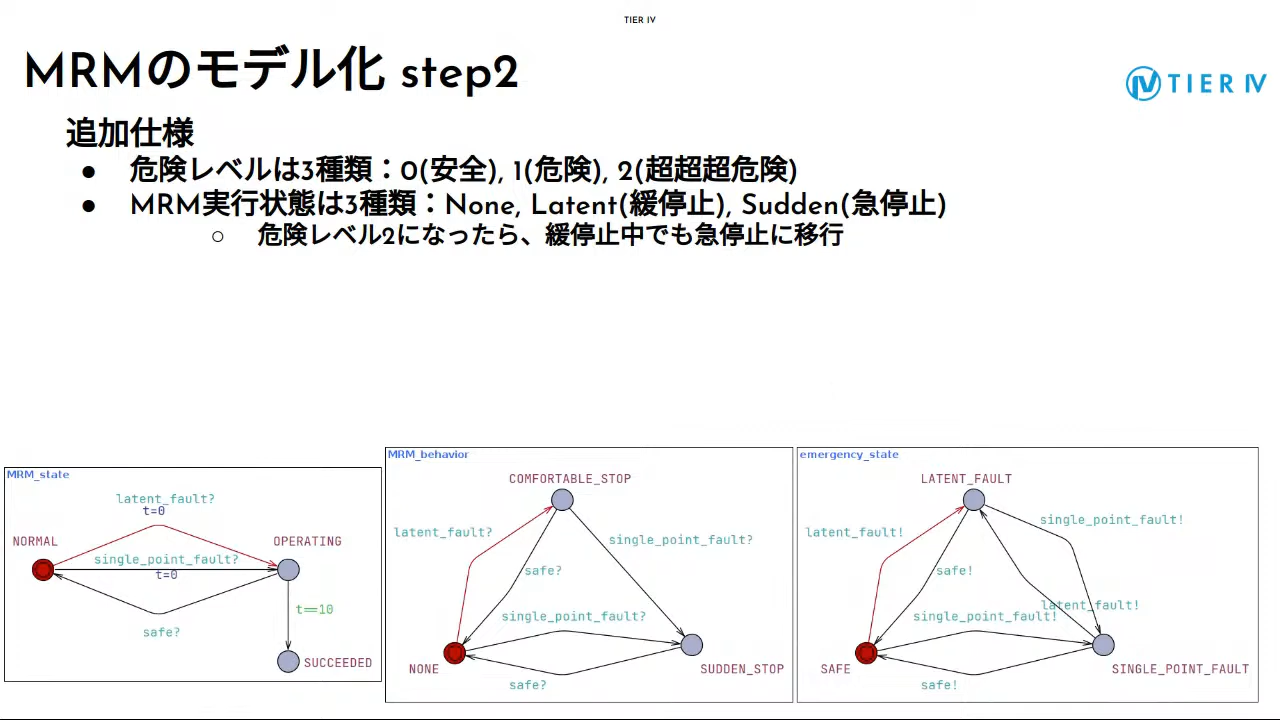 TIER IV
MRMのモデル化 step2
TIER IV
追加仕様
● 危険レベルは3種類：0(安全), 1(危険), 2(超超超危険)
● MRM実行状態は3種類：None, Latent(緩停止), Sudden(急停止)
○ 危険レベル2になったら、緩停止中でも急停止に移行
MRM_state
latent_fault?
t=0
NORMAL
OPERATING
single_point_fault?
t=0
safe?
t==10
SUCCEEDED
MRM_behavior
COMFORTABLE_STOP
latent_fault?
single_point_fault?
safe?
single_point_fault?
NONE
SUDDEN_STOP
safe?
emergency_state
LATENT_FAULT
single_point_fault!
latent_fault!
safe!
latent_fault!
single_point_fault!
SAFE
SINGLE_POINT_FAULT
safe!